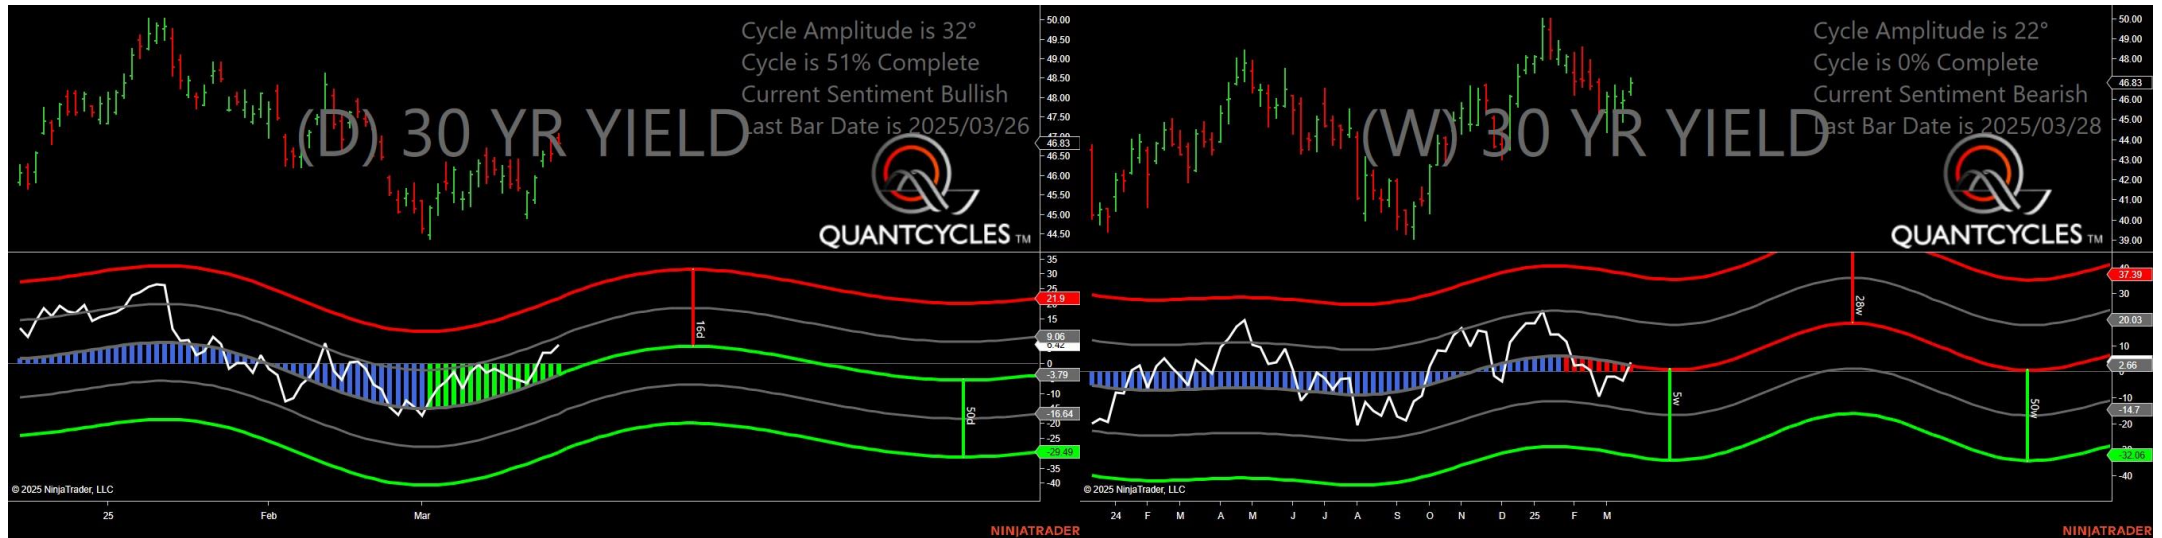 Cycle Amplitude is 32°
Cycle is 51% Complete
Current Sentiment Bullish
Last Bar Date is 2025/03/26
(D) 30 YR YIELD
QUANTCYCLES TM
50.00
49.50
49.00
48.50
48.00
47.50
46.83
46.50
46.00
45.50
45.00
44.50
35
30
21.9
15
9.06
0
-3.79
-10
-16.64
-20
-25
-29.49
-35
-40
16d
50d
© 2025 NinjaTrader, LLC
25 Feb Mar
NINJATRADER
Cycle Amplitude is 22°
Cycle is 0% Complete
Current Sentiment Bearish
Last Bar Date is 2025/03/28
(W) 30 YR YIELD
QUANTCYCLES TM
50.00
49.00
48.00
46.83
46.00
45.00
44.00
43.00
42.00
41.00
40.00
39.00
37.39
30
20.03
10
2.66
-10
-14.7
-20
-32.06
-40
28w
5w
50w
© 2025 NinjaTrader, LLC
24 F M A M J J A S O N D 25 F M
NINJATRADER